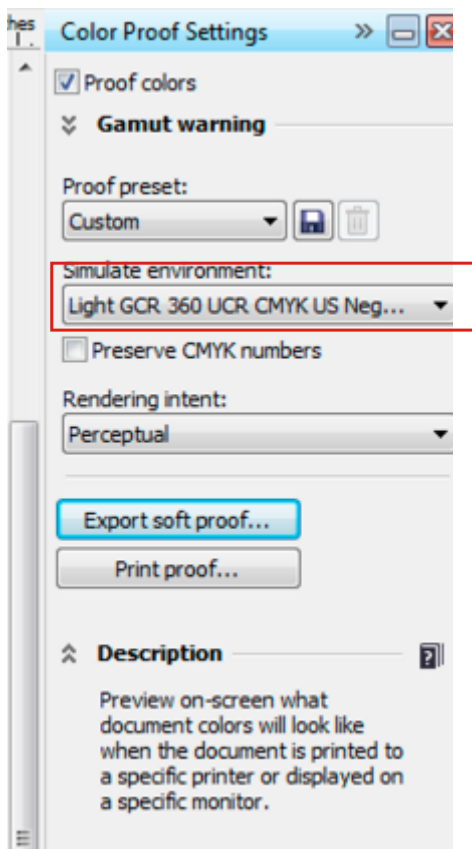 hes
Color Proof Settings
Proof colors
Gamut warning
Proof preset:
Custom
Simulate environment:
Light GCR 360 UCR CMYK US Neg...
Preserve CMYK numbers
Rendering intent:
Perceptual
Export soft proof...
Print proof...
Description
Preview on-screen what
document colors will look like
when the document is printed to
a specific printer or displayed on
a specific monitor.